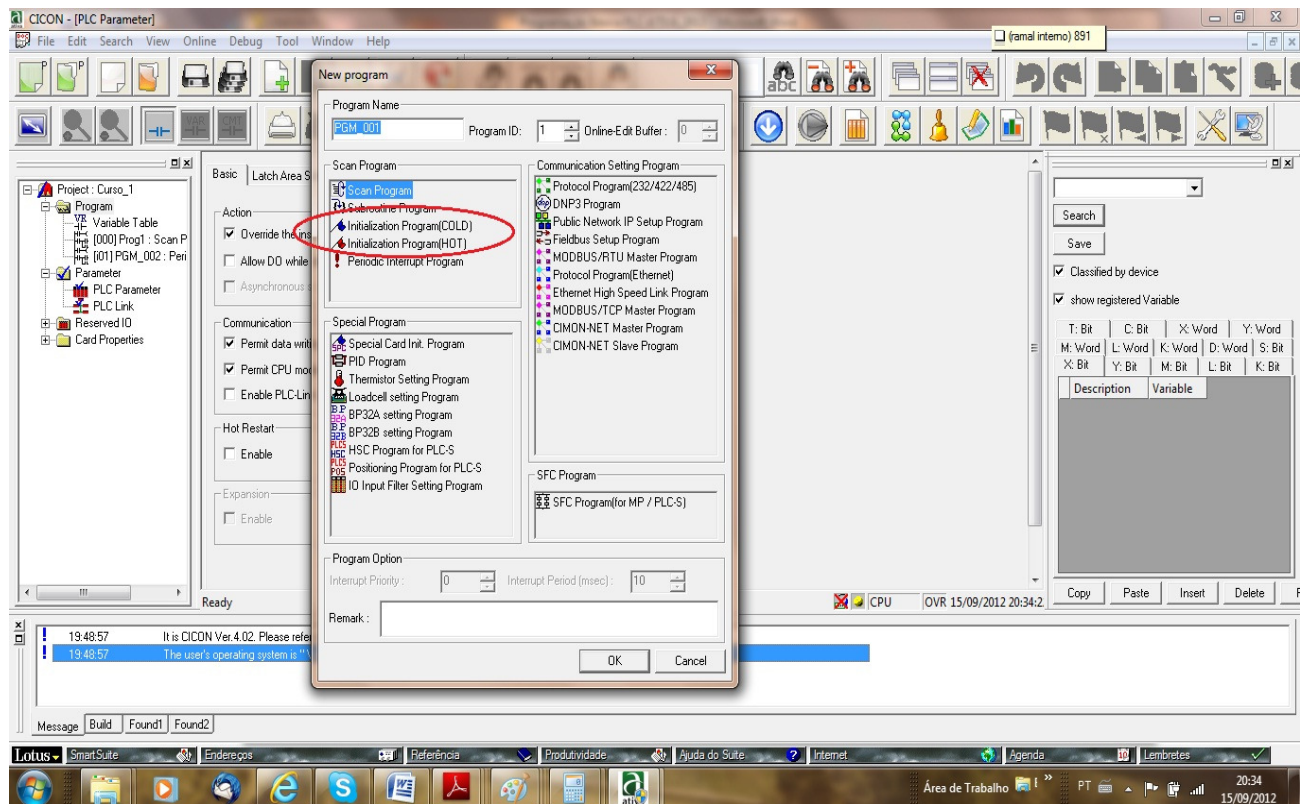 CICON - [PLC Parameter]
File Edit Search View Online Debug Tool Window Help
(ramal interno) 891
New program
Program Name
PGM_001
Program ID: 1
Online-Edit Buffer: 0
Scan Program
Scan Program
Subroutine Program
Initialization Program(COLD)
Initialization Program(HOT)
Periodic Interrupt Program
Communication Setting Program
Protocol Program(232/422/485)
DNP3 Program
Public Network IP Setup Program
Fieldbus Setup Program
MODBUS/RTU Master Program
Protocol Program(Ethernet)
Ethernet High Speed Link Program
MODBUS/TCP Master Program
CIMON-NET Master Program
CIMON-NET Slave Program
Special Program
Special Card Init. Program
PID Program
Thermistor Setting Program
Loadcell setting Program
BP32A setting Program
BP32B setting Program
HSC Program for PLC-S
Positioning Program for PLC-S
IO Input Filter Setting Program
SFC Program
SFC Program(for MP / PLC-S)
Program Option
Interrupt Priority : 0
Interrupt Period (msec) : 10
Remark :
OK Cancel
Project : Curso_1
Program
Variable Table
[000] Prog1 : Scan P
[i01] PGM_002 : Peri
Parameter
PLC Parameter
PLC Link
Reserved IO
Card Properties
Basic Latch Area S
Action
Override the ins
Allow DO while
Asynchronous s
Communication
Permit data writi
Permit CPU mod
Enable PLC-Lin
Hot Restart
Enable
Expansion
Enable
Search
Save
Classified by device
show registered Variable
T: Bit C: Bit X: Word Y: Word
M: Word L: Word K: Word D: Word S: Bit
X: Bit Y: Bit M: Bit L: Bit K: Bit
Description Variable
Copy Paste Insert Delete
Ready
CPU OVR 15/09/2012 20:34:2
19:48:57 It is CICON Ver.4.02. Please refe
19:48:57 The user's operating system is "
Message Build Found1 Found2
Lotus SmartSuite Endereços Referência Produtividade Ajuda do Suite Internet Agenda Lembretes
Área de Trabalho PT 20:34
15/09/2012